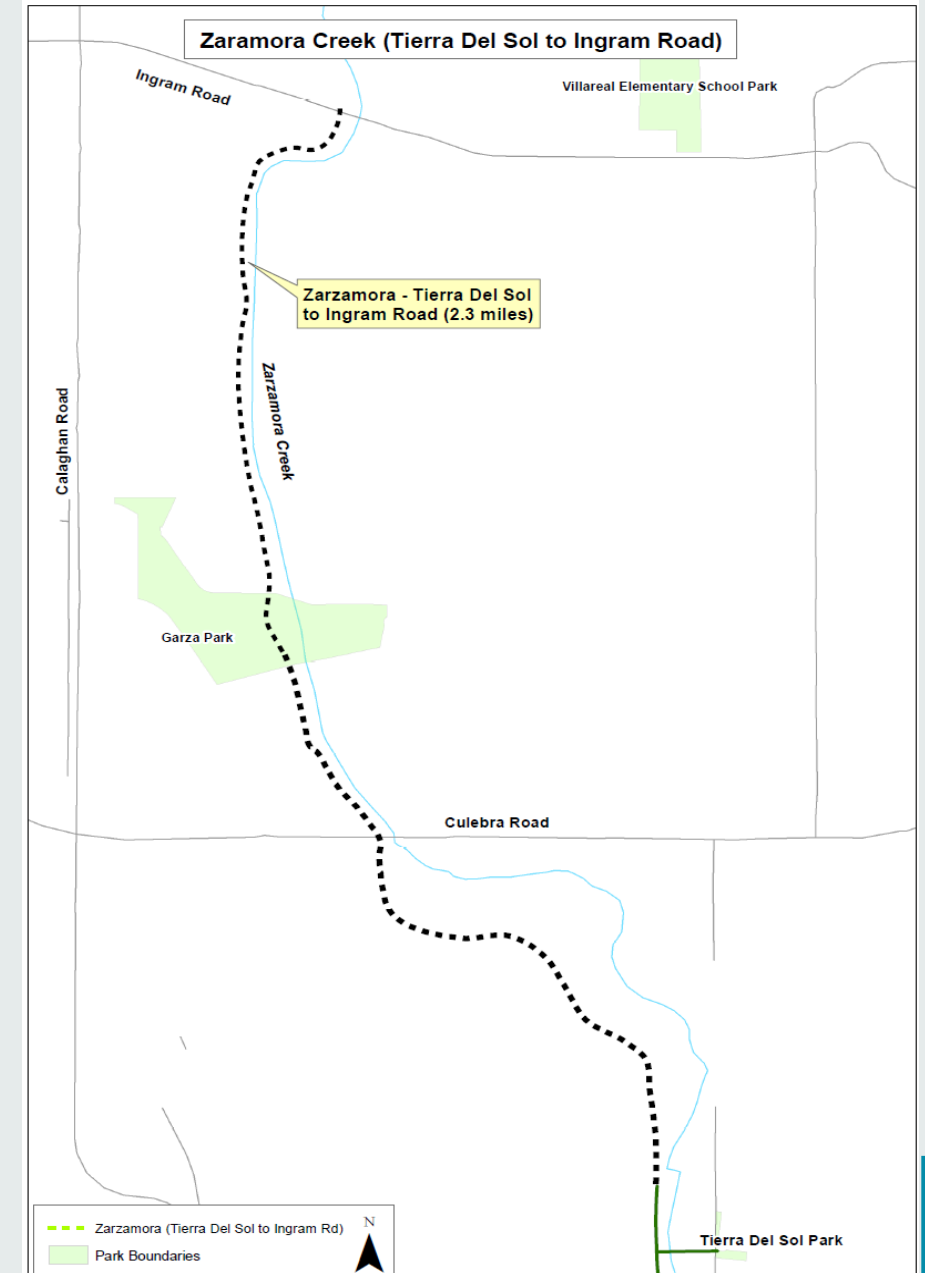 Zaramora Creek (Tierra Del Sol to Ingram Road)
Ingram Road
Villareal Elementary School Park
Zarzamora - Tierra Del Sol
to Ingram Road (2.3 miles)
Zarzamora Creek
Calaghan Road
Garza Park
Culebra Road
Tierra Del Sol Park
Zarzamora (Tierra Del Sol to Ingram Rd)
N
Park Boundaries